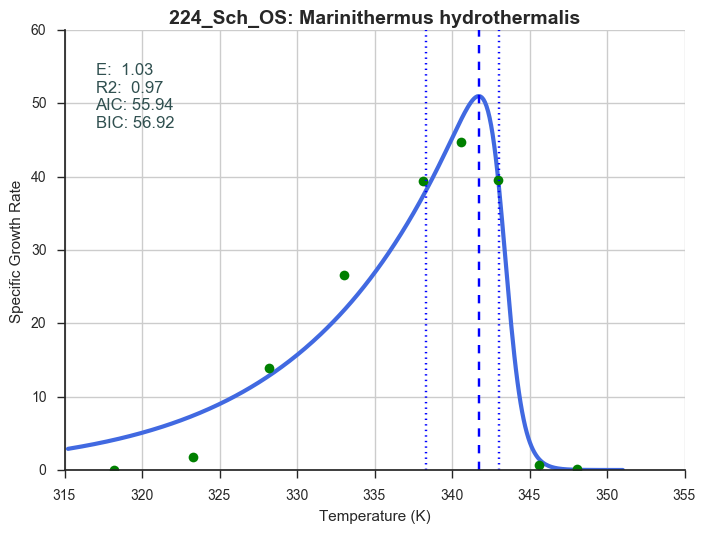 224_Sch_OS: Marinithermus hydrothermalis
60
50
40
30
20
10
0
E: 1.03
R2: 0.97
AIC: 55.94
BIC: 56.92
Specific Growth Rate
315 320 325 330 335 340 345 350 355
Temperature (K)